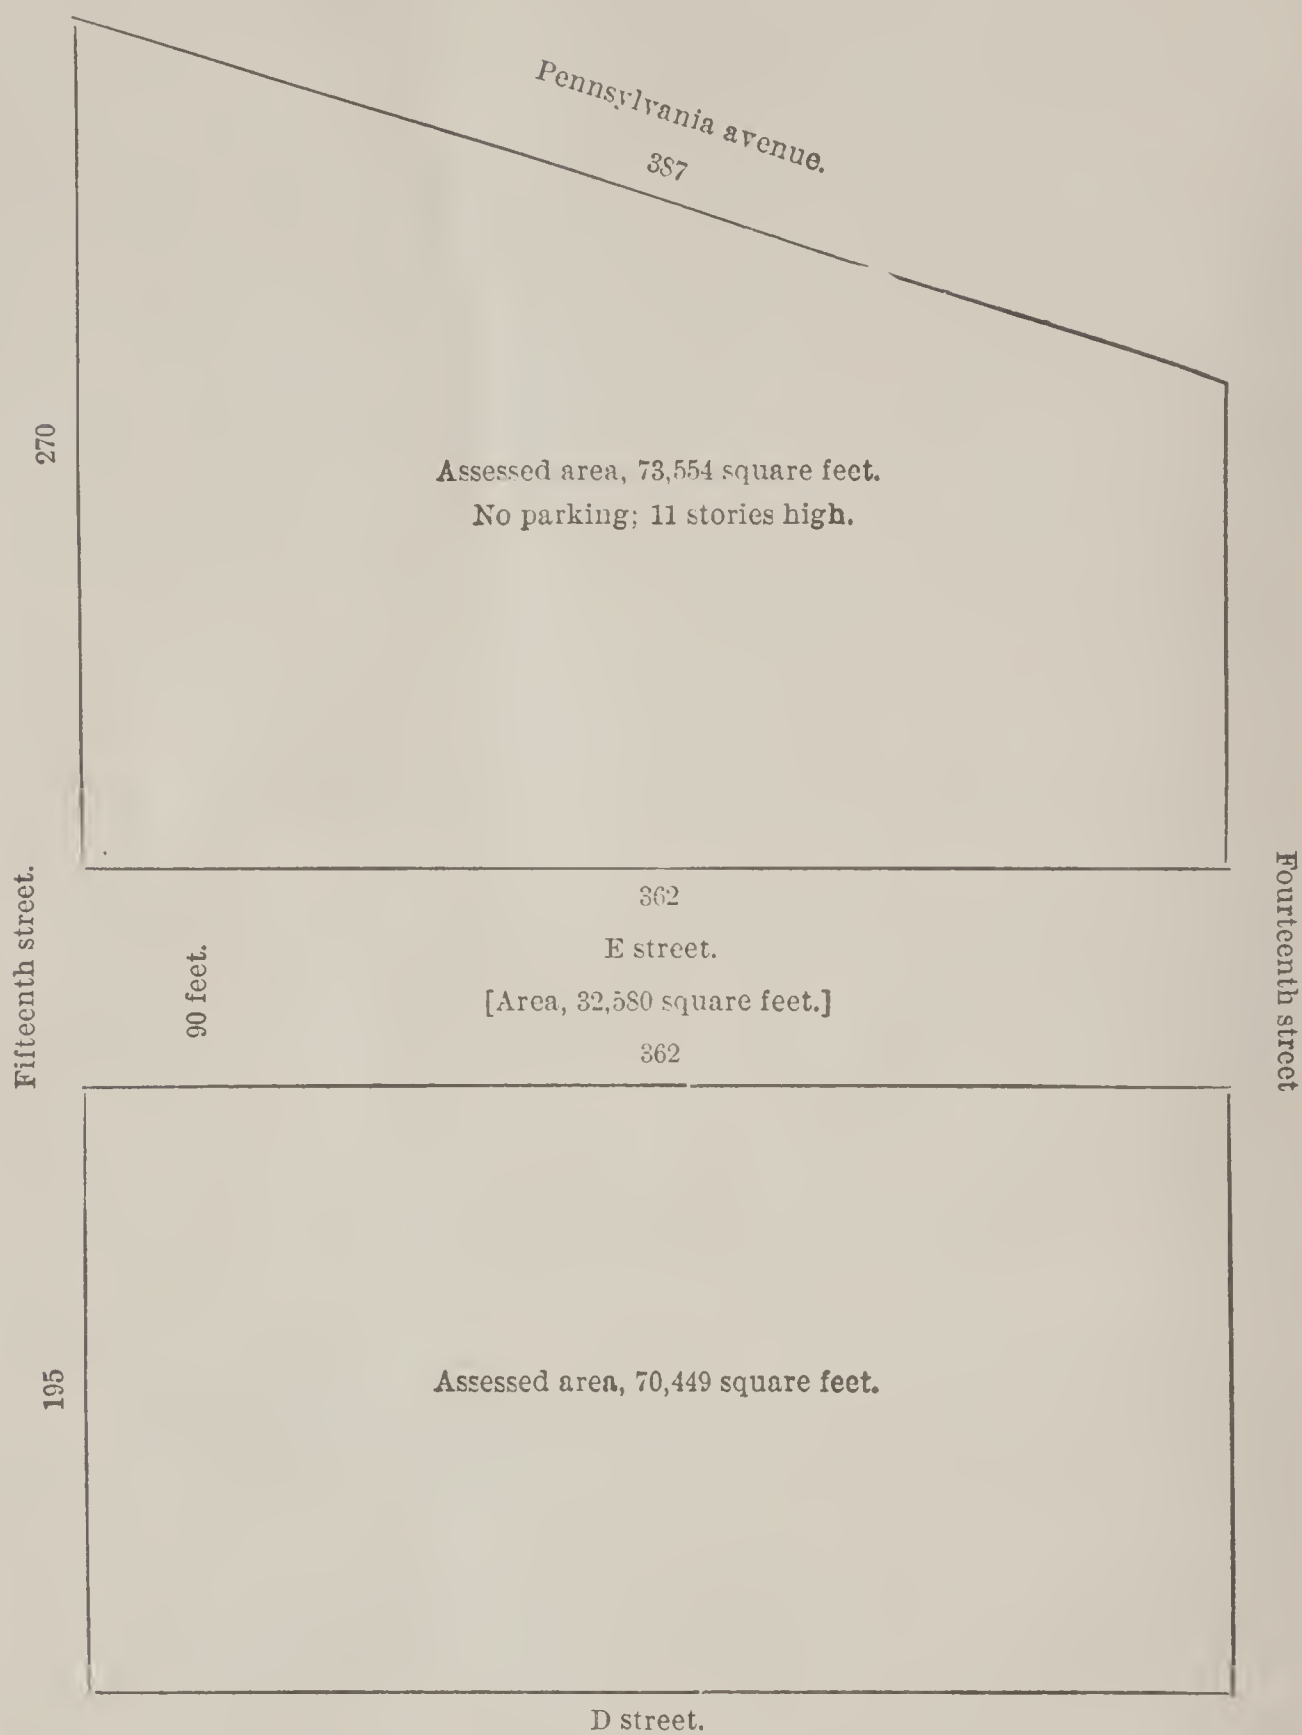 Pennsylvania avenue.
387
270
Assessed area, 73,554 square feet.
No parking; 11 stories high.
Fifteenth street.
90 feet.
362
E street.
[Area, 32,580 square feet.]
362
Fourteenth street
195
Assessed area, 70,449 square feet.
D street.